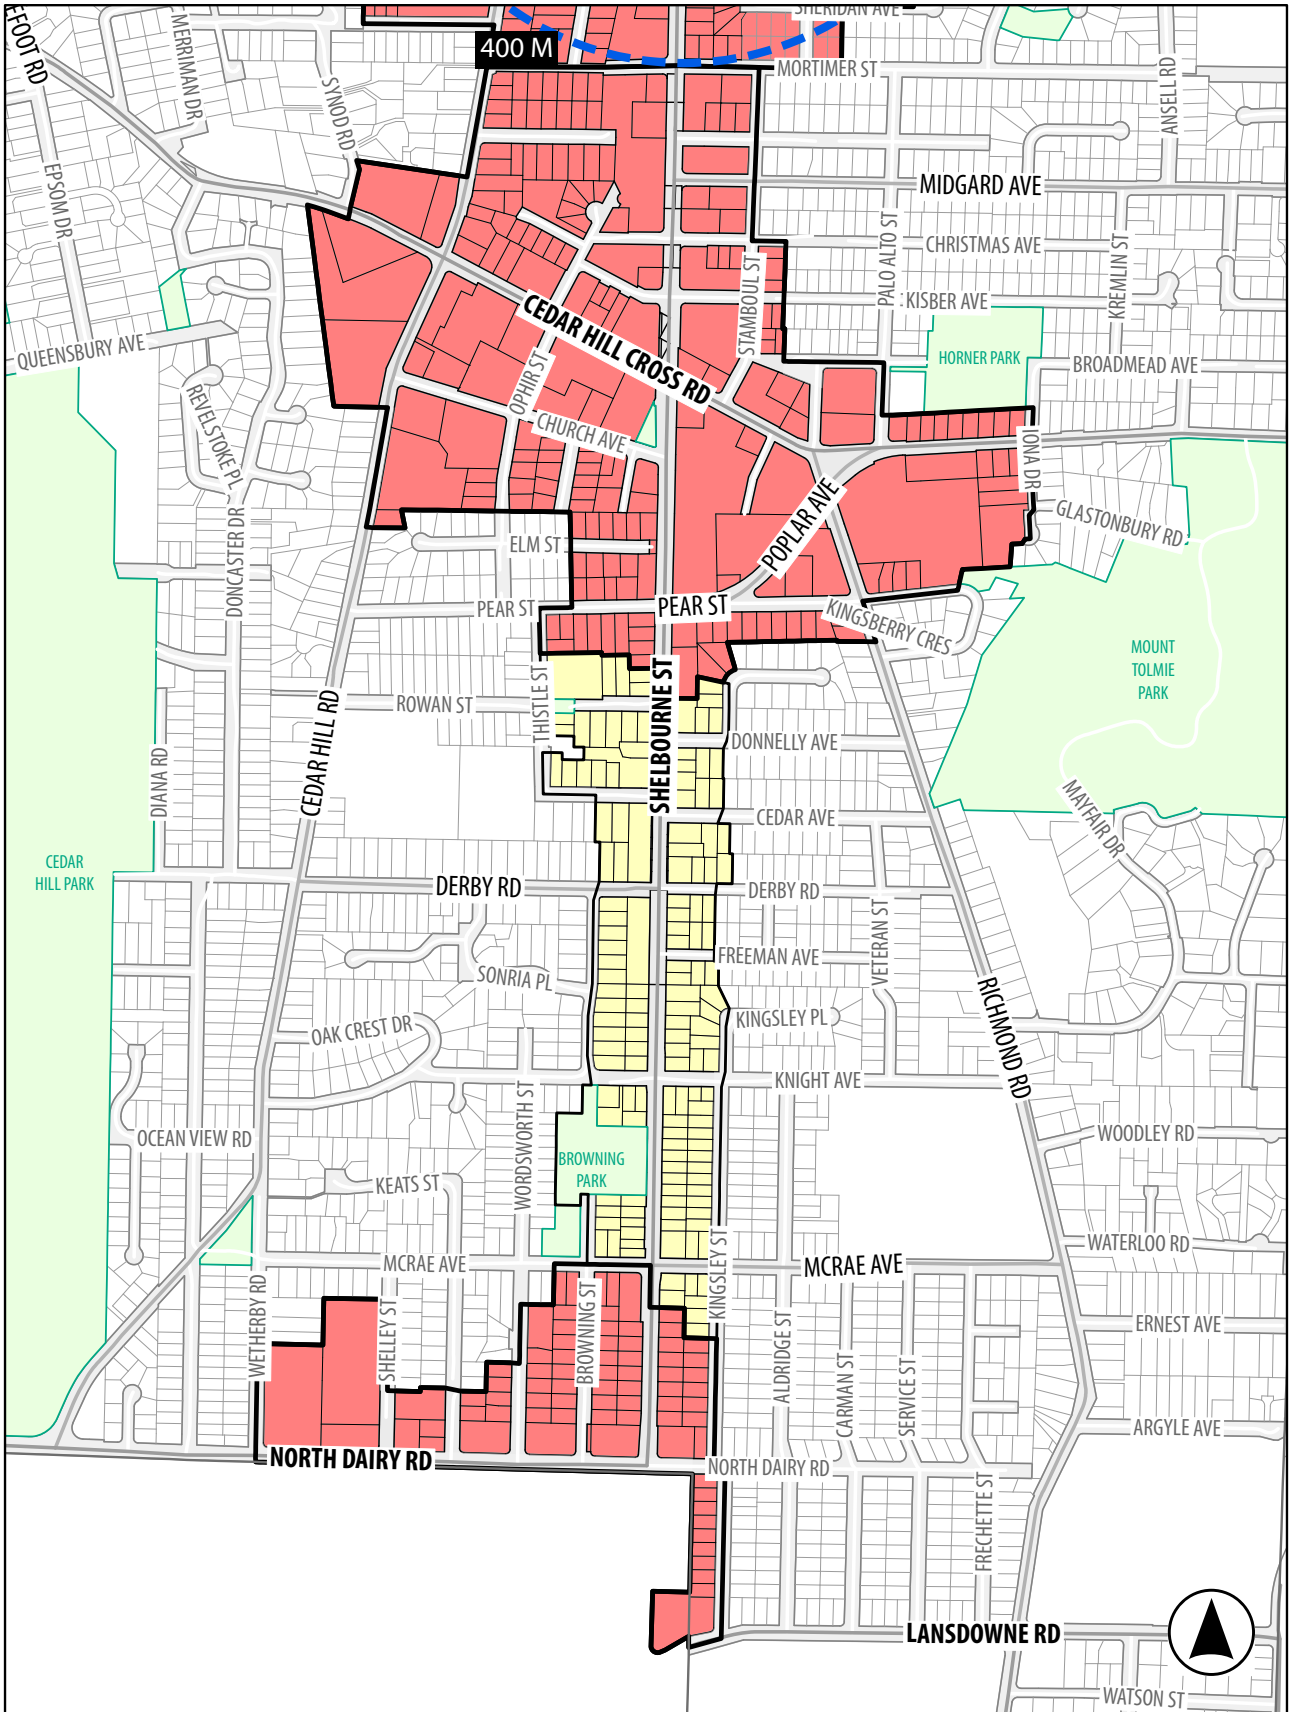 SHERIDAN AVE
FFOOT RD
MERRIMAN DR
400 M
MORTIMER ST
ANSELL RD
SYNOD RD
EPSOM DR
MIDGARD AVE
PALO ALTO ST
CHRISTMAS AVE
KREMLIN ST
STAMBOUL ST
KISBER AVE
CEDAR HILL CROSS RD
QUEENSBURY AVE
HORNER PARK
BROADMEAD AVE
OPHIR ST
REVELSTOKE PL
CHURCH AVE
IONA DR
POPLAR AVE
GLASTONBURY RD
DONCASTER DR
ELM ST
PEAR ST
PEAR ST
KINGSBERRY CRES
MOUNT
TOLMIE
PARK
THISTLE ST
SHELBOURNE ST
ROWAN ST
CEDAR HILL RD
DONNELLY AVE
DIANA RD
MAYFAIR DR
CEDAR AVE
CEDAR
HILL PARK
DERBY RD
DERBY RD
VETERAN ST
FREEMAN AVE
SONRIA PL
RICHMOND RD
KINGSLEY PL
OAK CREST DR
KNIGHT AVE
WORDSWORTH ST
OCEAN VIEW RD
WOODLEY RD
BROWNING
PARK
KEATS ST
KINGSLEY ST
WATERLOO RD
MCRAE AVE
MCRAE AVE
WETHERBY RD
SHELLEY ST
BROWNING ST
ALDRIDGE ST
ERNEST AVE
CARMAN ST
SERVICE ST
ARGYLE AVE
NORTH DAIRY RD
NORTH DAIRY RD
FRECHETTE ST
LANSDOWNE RD
WATSON ST